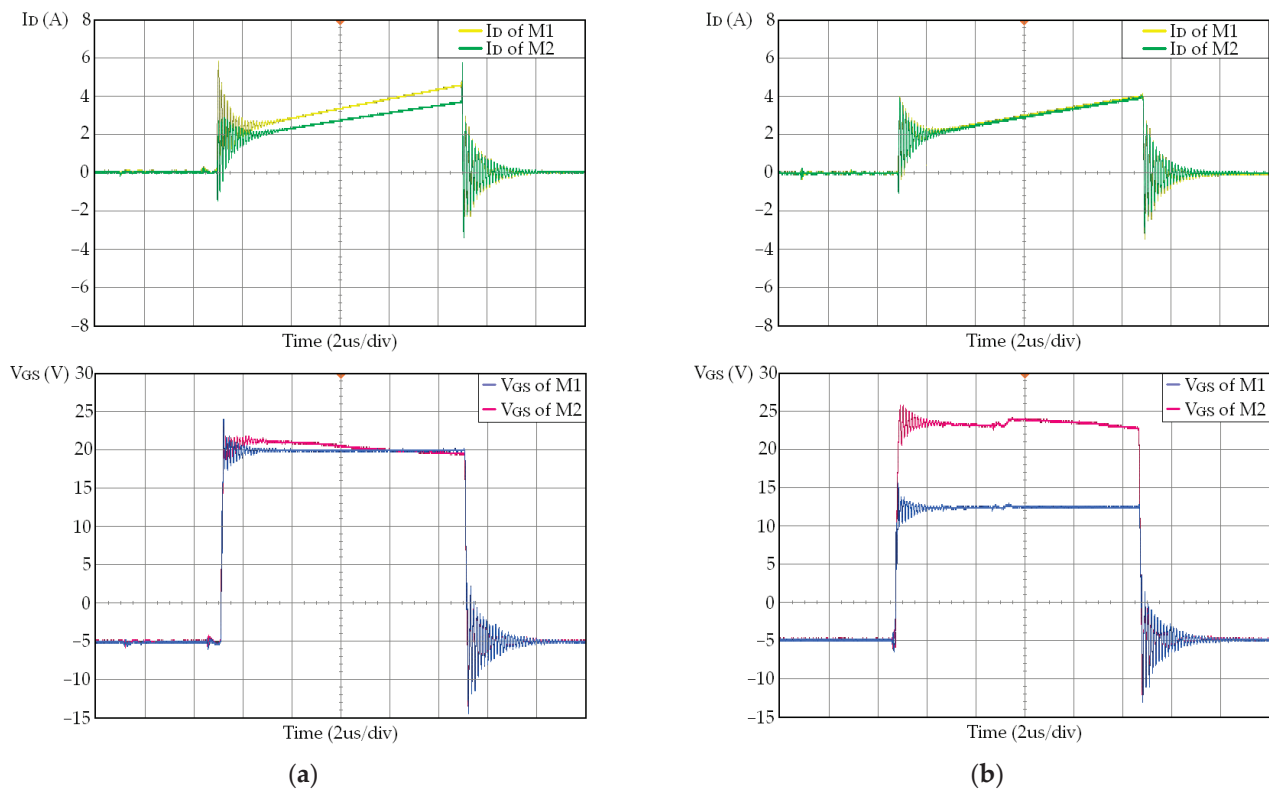 ID (A)
8
6
4
2
0
−2
−4
−6
−8
ID of M1
ID of M2
Time (2us/div)
ID (A)
8
6
4
2
0
−2
−4
−6
−8
ID of M1
ID of M2
Time (2us/div)
VGS (V)
30
25
20
15
10
5
0
−5
−10
−15
VGS of M1
VGS of M2
Time (2us/div)
VGS (V)
30
25
20
15
10
5
0
−5
−10
−15
VGS of M1
VGS of M2
Time (2us/div)
(a)
(b)